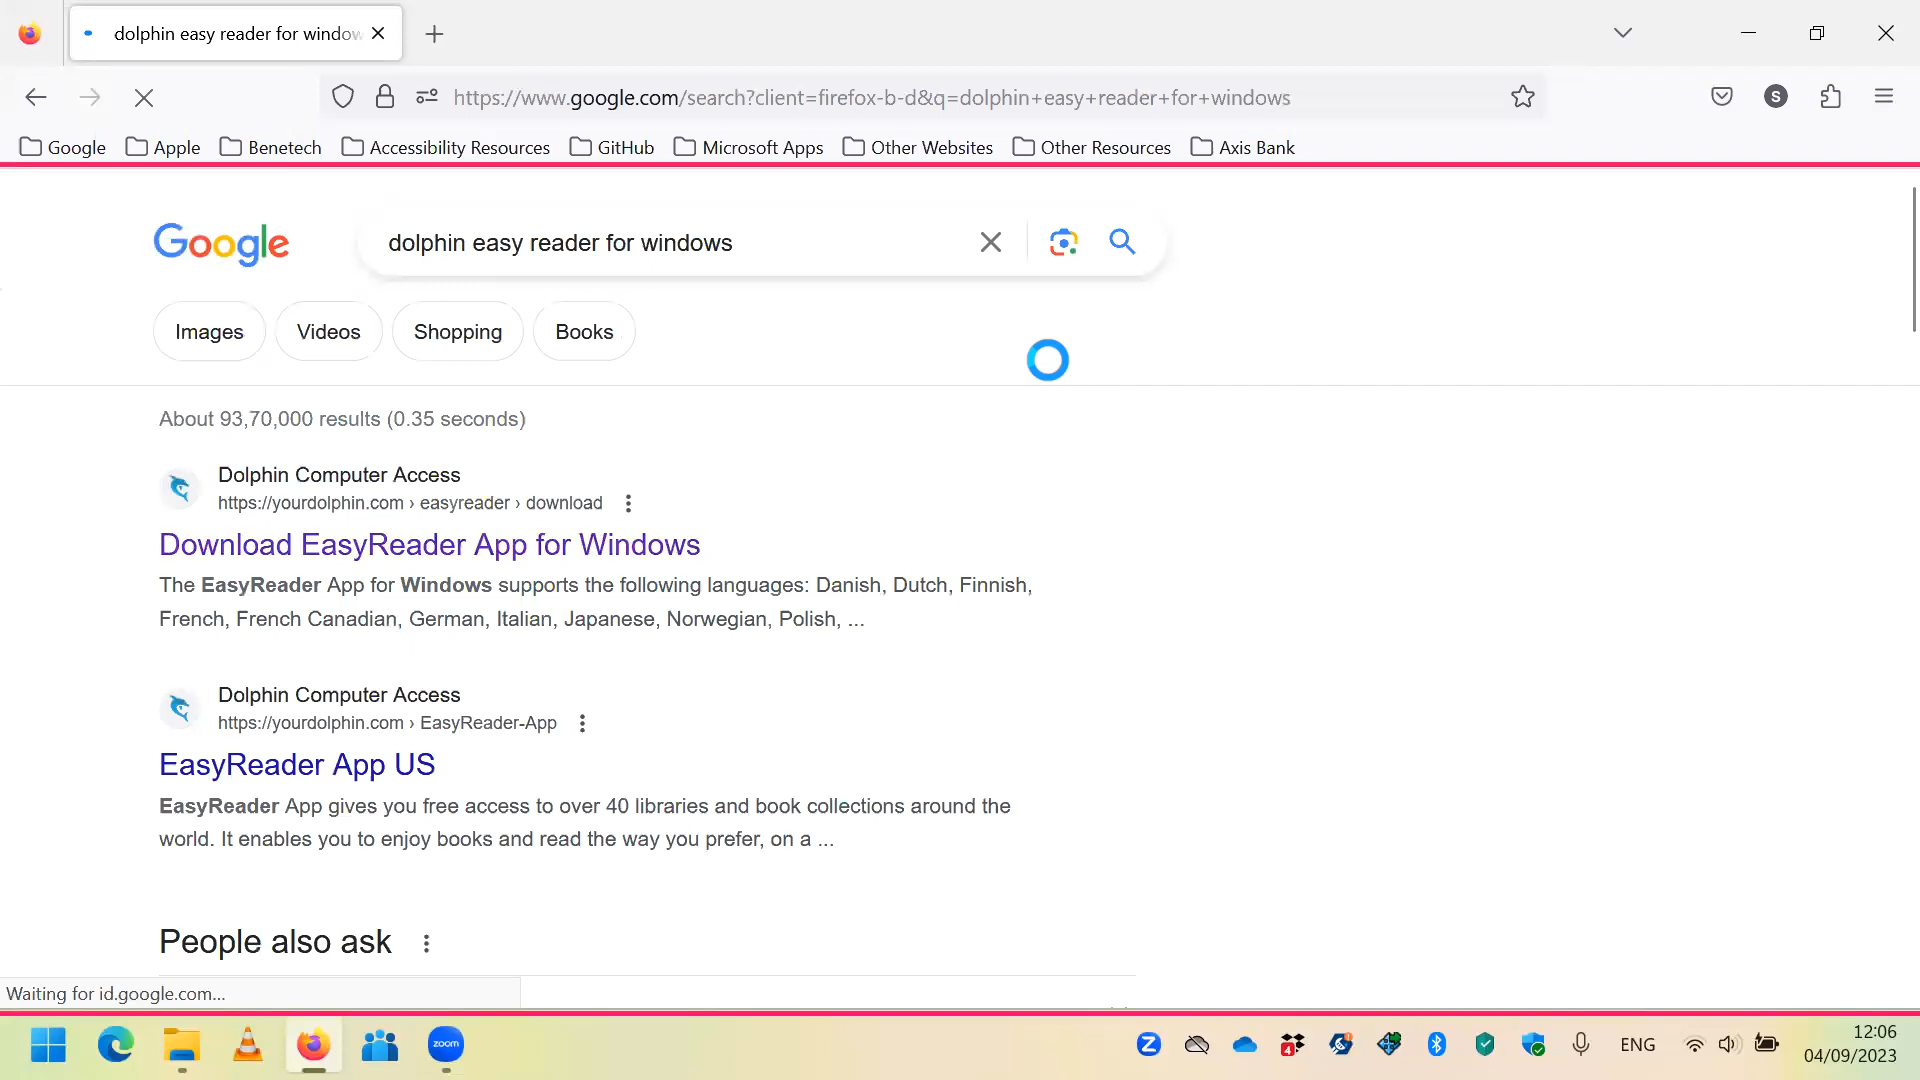 dolphin easy reader for window
https://www.google.com/search?client=firefox-b-d&q=dolphin+easy+reader+for+windows
S
Google Apple Benetech Accessibility Resources GitHub Microsoft Apps Other Websites Other Resources Axis Bank
Google dolphin easy reader for windows
Images Videos Shopping Books
About 93,70,000 results (0.35 seconds)
Dolphin Computer Access
https://yourdolphin.com › easyreader › download
Download EasyReader App for Windows
The EasyReader App for Windows supports the following languages: Danish, Dutch, Finnish,
French, French Canadian, German, Italian, Japanese, Norwegian, Polish, ...
Dolphin Computer Access
https://yourdolphin.com › EasyReader-App
EasyReader App US
EasyReader App gives you free access to over 40 libraries and book collections around the
world. It enables you to enjoy books and read the way you prefer, on a ...
People also ask
Waiting for id.google.com...
zoom Z 4 ENG 12:06
04/09/2023